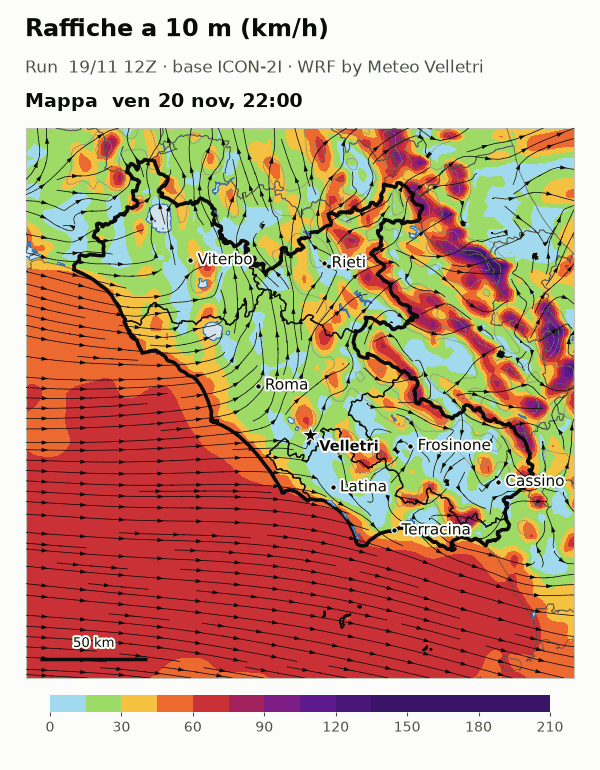 Raffiche a 10 m (km/h)
Run  19/11 12Z · base ICON-2I · WRF by Meteo Velletri
Mappa  ven 20 nov, 22:00
Viterbo
Rieti
Roma
Velletri
Frosinone
Latina
Cassino
Terracina
50 km
0 30 60 90 120 150 180 210